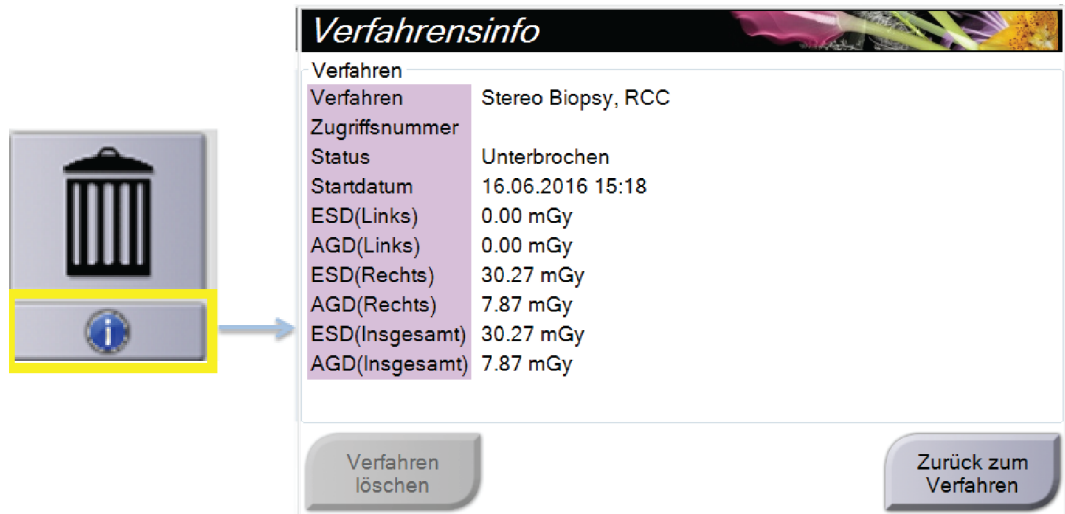 Verfahrensinfo
Verfahren
Verfahren Stereo Biopsy, RCC
Zugriffsnummer
Status Unterbrochen
Startdatum 16.06.2016 15:18
ESD(Links) 0.00 mGy
AGD(Links) 0.00 mGy
ESD(Rechts) 30.27 mGy
AGD(Rechts) 7.87 mGy
ESD(Insgesamt) 30.27 mGy
AGD(Insgesamt) 7.87 mGy
Verfahren
löschen
Zurück zum
Verfahren